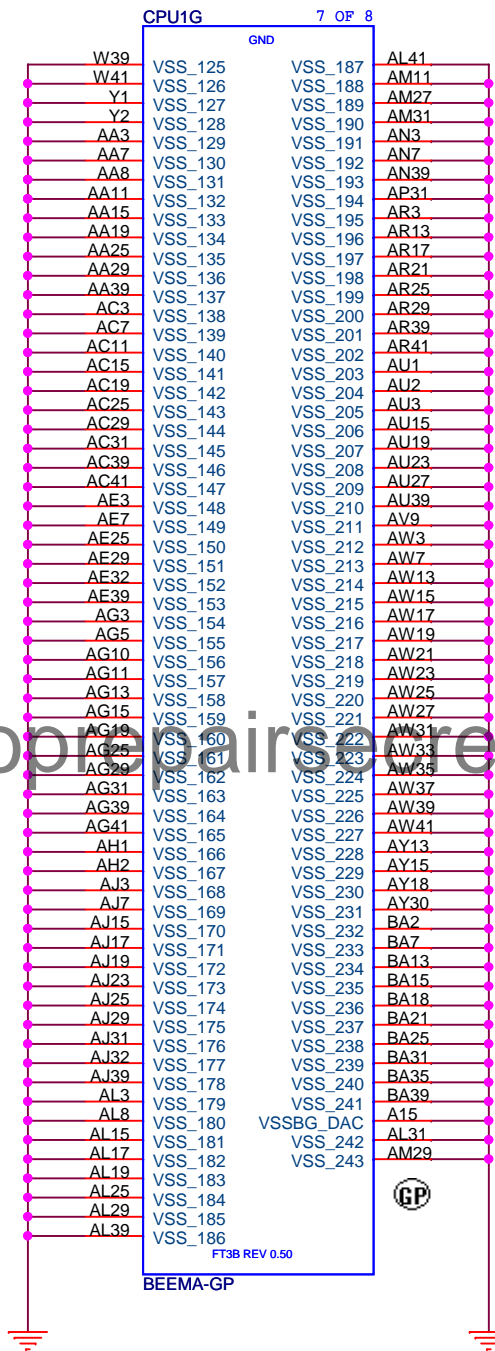 CPU1G 7 OF 8
GND
W39 VSS_125 VSS_187 AL41
W41 VSS_126 VSS_188 AM11
Y1 VSS_127 VSS_189 AM27
Y2 VSS_128 VSS_190 AM31
AA3 VSS_129 VSS_191 AN3
AA7 VSS_130 VSS_192 AN7
AA8 VSS_131 VSS_193 AN39
AA11 VSS_132 VSS_194 AP31
AA15 VSS_133 VSS_195 AR3
AA19 VSS_134 VSS_196 AR13
AA25 VSS_135 VSS_197 AR17
AA29 VSS_136 VSS_198 AR21
AA39 VSS_137 VSS_199 AR25
AC3 VSS_138 VSS_200 AR29
AC7 VSS_139 VSS_201 AR39
AC11 VSS_140 VSS_202 AR41
AC15 VSS_141 VSS_203 AU1
AC19 VSS_142 VSS_204 AU2
AC25 VSS_143 VSS_205 AU3
AC29 VSS_144 VSS_206 AU15
AC31 VSS_145 VSS_207 AU19
AC39 VSS_146 VSS_208 AU23
AC41 VSS_147 VSS_209 AU27
AE3 VSS_148 VSS_210 AU39
AE7 VSS_149 VSS_211 AV9
AE25 VSS_150 VSS_212 AW3
AE29 VSS_151 VSS_213 AW7
AE32 VSS_152 VSS_214 AW13
AE39 VSS_153 VSS_215 AW15
AG3 VSS_154 VSS_216 AW17
AG5 VSS_155 VSS_217 AW19
AG10 VSS_156 VSS_218 AW21
AG11 VSS_157 VSS_219 AW23
AG13 VSS_158 VSS_220 AW25
AG15 VSS_159 VSS_221 AW27
AG19 VSS_160 VSS_222 AW31
AG25 VSS_161 VSS_223 AW33
AG29 VSS_162 VSS_224 AW35
oprepairsecre
AG31 VSS_163 VSS_225 AW37
AG39 VSS_164 VSS_226 AW39
AG41 VSS_165 VSS_227 AW41
AH1 VSS_166 VSS_228 AY13
AH2 VSS_167 VSS_229 AY15
AJ3 VSS_168 VSS_230 AY18
AJ7 VSS_169 VSS_231 AY30
AJ15 VSS_170 VSS_232 BA2
AJ17 VSS_171 VSS_233 BA7
AJ19 VSS_172 VSS_234 BA13
AJ23 VSS_173 VSS_235 BA15
AJ25 VSS_174 VSS_236 BA18
AJ29 VSS_175 VSS_237 BA21
AJ31 VSS_176 VSS_238 BA25
AJ32 VSS_177 VSS_239 BA31
AJ39 VSS_178 VSS_240 BA35
AL3 VSS_179 VSS_241 BA39
AL8 VSS_180 VSSBG_DAC A15
AL15 VSS_181 VSS_242 AL31
AL17 VSS_182 VSS_243 AM29
AL19 VSS_183
AL25 VSS_184
AL29 VSS_185
AL39 VSS_186
GP
FT3B REV 0.50
BEEMA-GP